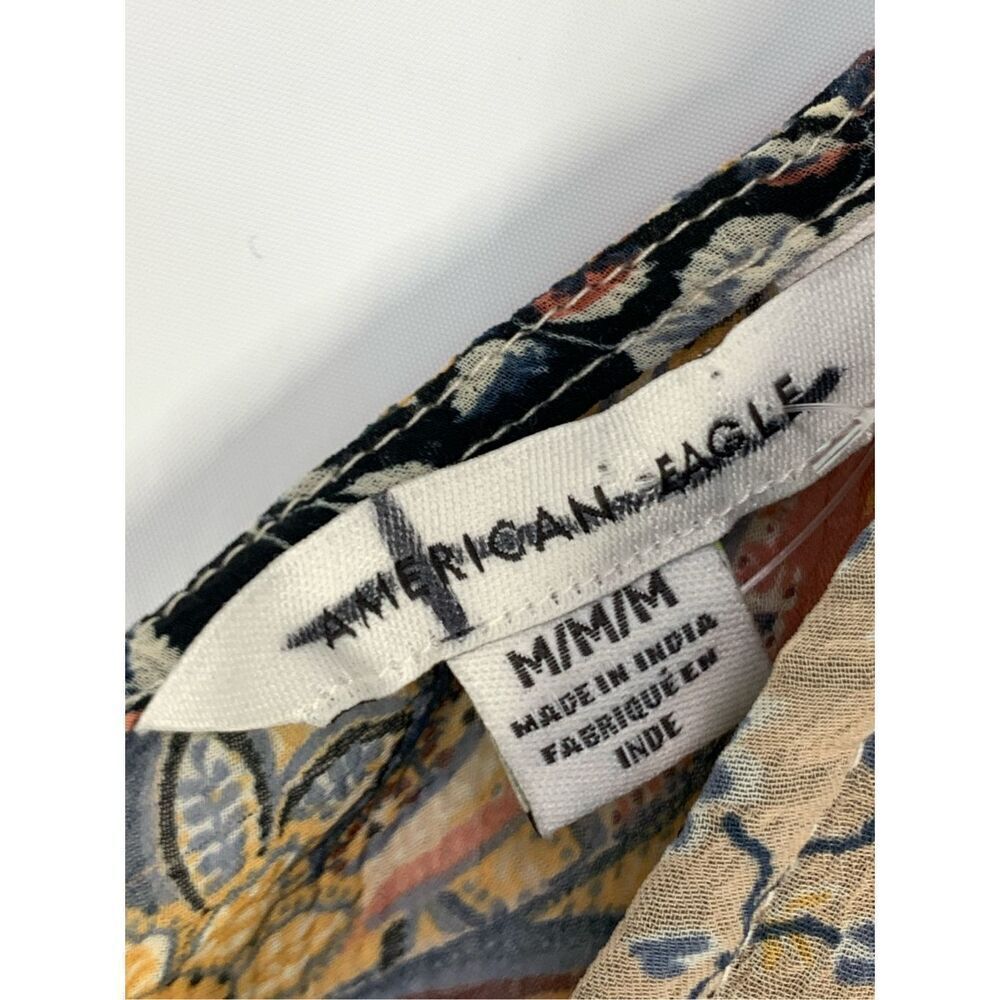 AMERICAN EAGLE
M/M/M
MADE IN INDIA
FABRIQUÉ EN
INDE